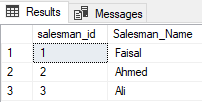 Results Messages
salesman_id Salesman_Name
1 1 Faisal
2 2 Ahmed
3 3 Ali